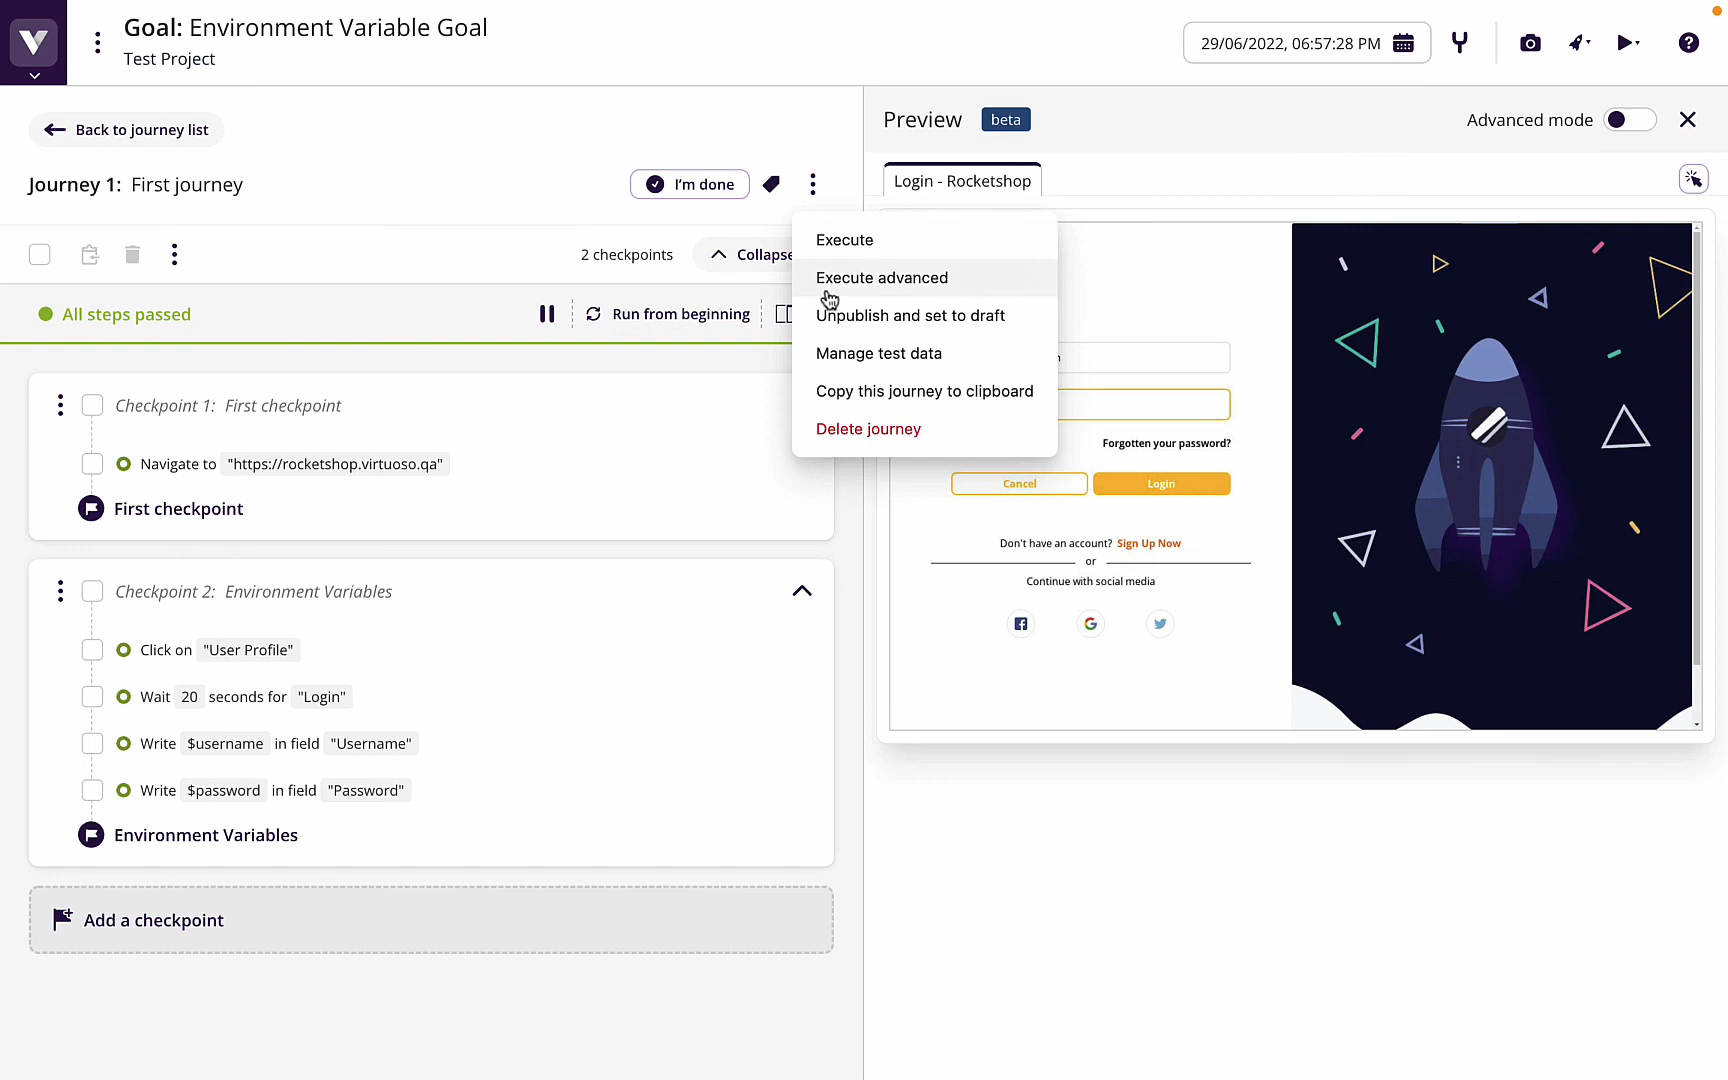 Goal: Environment Variable Goal
Test Project
29/06/2022, 06:57:28 PM
Back to journey list
Preview
beta
Advanced mode
Journey 1: First journey
I'm done
Login - Rocketshop
2 checkpoints
Collapse
Execute
Execute advanced
Unpublish and set to draft
Manage test data
Copy this journey to clipboard
Delete journey
All steps passed
Run from beginning
Checkpoint 1: First checkpoint
Navigate to "https://rocketshop.virtuoso.qa"
First checkpoint
Checkpoint 2: Environment Variables
Click on "User Profile"
Wait 20 seconds for "Login"
Write $username in field "Username"
Write $password in field "Password"
Environment Variables
Add a checkpoint
Forgotten your password?
Cancel
Login
Don't have an account? Sign Up Now
or
Continue with social media